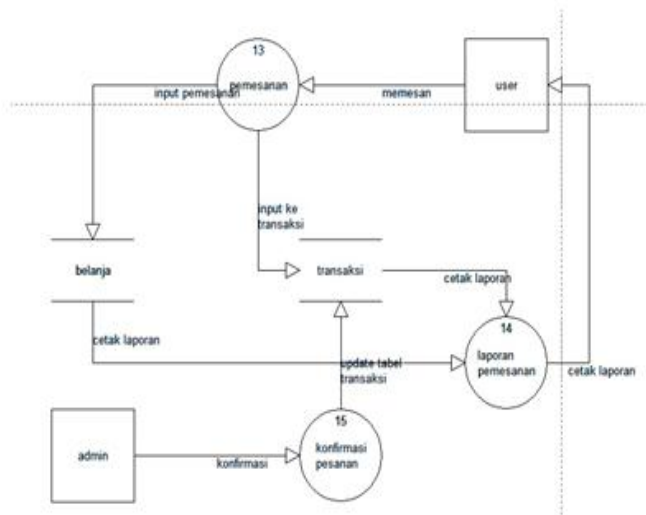 13
pemesanan
user
input pemesanan
memesan
input ke
transaksi
belanja
transaksi
cetak laporan
cetak laporan
14
laporan
pemesanan
update tabel
transaksi
cetak laporan
15
konfirmasi
pesanan
admin
konfirmasi